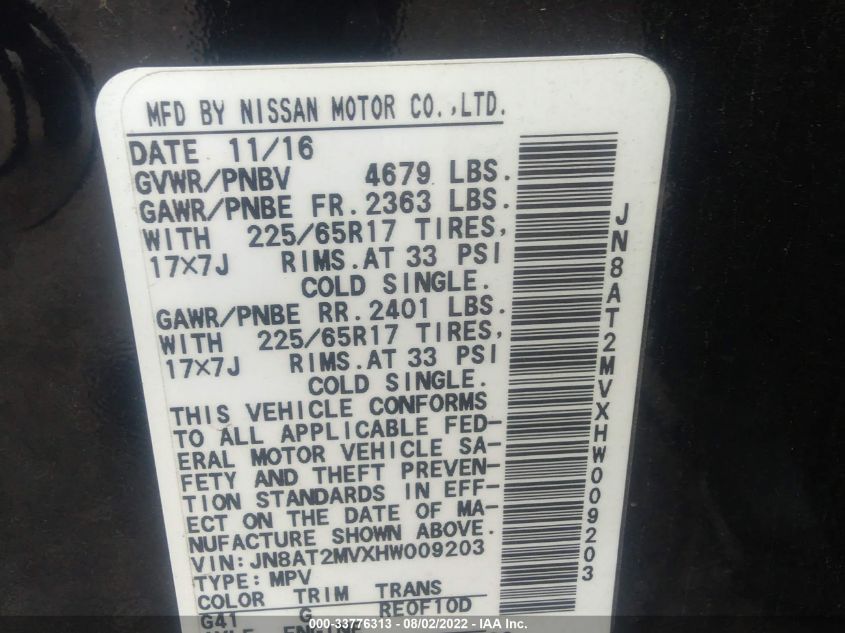 MFD BY NISSAN MOTOR CO.,LTD.
DATE 11/16
GVWR/PNBV 4679 LBS.
GAWR/PNBE FR. 2363 LBS.
WITH 225/65R17 TIRES,
17X7J RIMS.AT 33 PSI
COLD SINGLE.
GAWR/PNBE RR. 2401 LBS.
WITH 225/65R17 TIRES,
17X7J RIMS.AT 33 PSI
COLD SINGLE.
THIS VEHICLE CONFORMS
TO ALL APPLICABLE FED-
ERAL MOTOR VEHICLE SA-
FETY AND THEFT PREVEN-
TION STANDARDS IN EFF-
ECT ON THE DATE OF MA-
NUFACTURE SHOWN ABOVE.
VIN:JN8AT2MVXHW009203
TYPE:MPV
COLOR TRIM TRANS
G41 G RE0F10D
JN8AT2MVXHW009203
000-33776313 - 08/02/2022 - IAA, Inc.